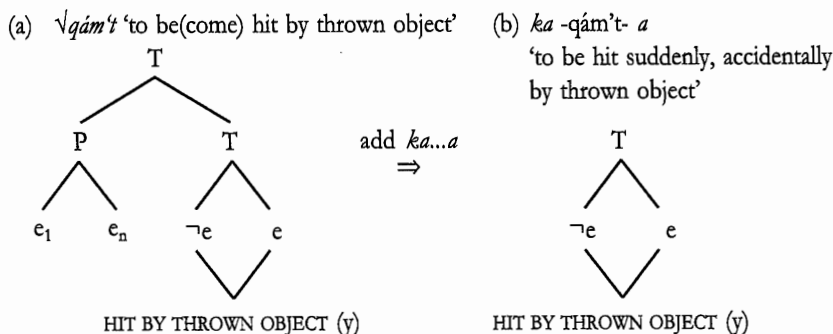 (a) √qám't 'to be(come) hit by thrown object' (b) ka -qám't- a
'to be hit suddenly, accidentally
by thrown object'
T
P T add ka...a T
⇒
e₁ eₙ ¬e e ¬e e
HIT BY THROWN OBJECT (y) HIT BY THROWN OBJECT (y)